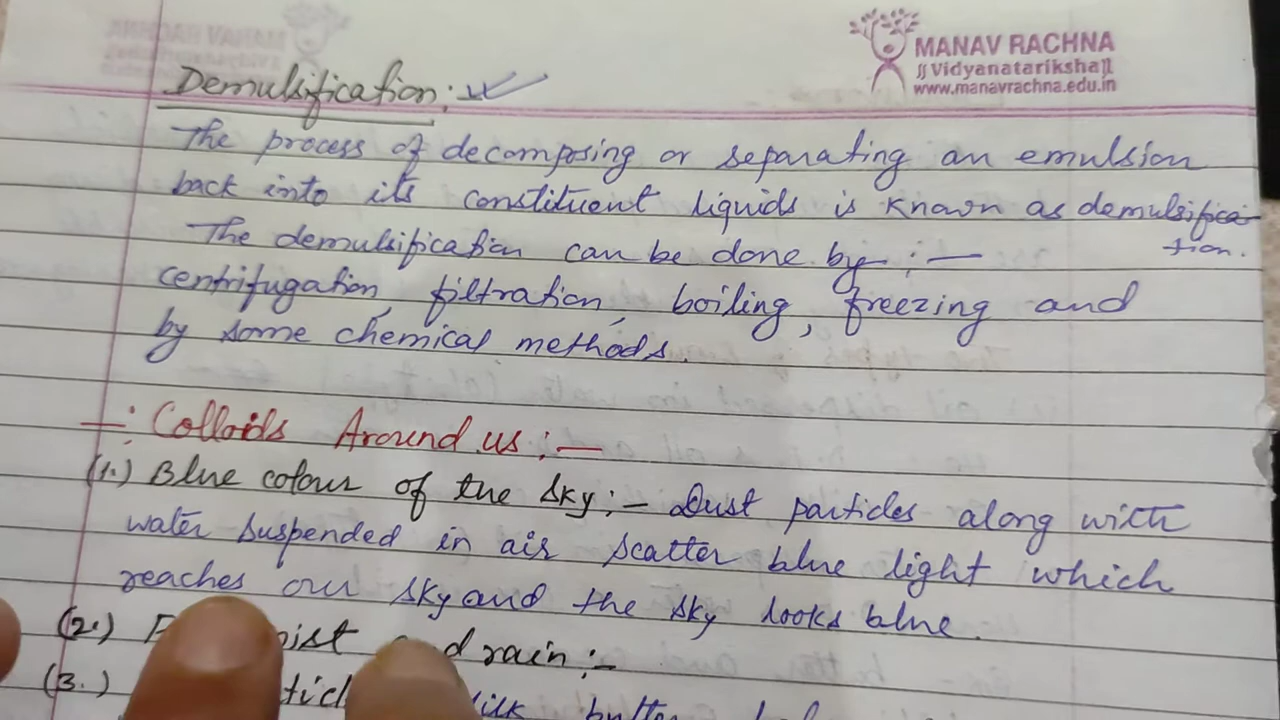 MANAV RACHNA
|| Vidyanatariksha ||
www.manavrachna.edu.in
Demulsification :-
The process of decomposing or separating an emulsion
back into its constituent liquids is known as demulsifica-
tion.
The demulsification can be done by :-
centrifugation, filtration, boiling, freezing and
by some chemical methods.
-: Colloids Around us :-
(1.) Blue colour of the sky :- Dust particles along with
water suspended in air scatter blue light which
reaches our sky and the sky looks blue.
(2.) rain :-
(3.) milk butter